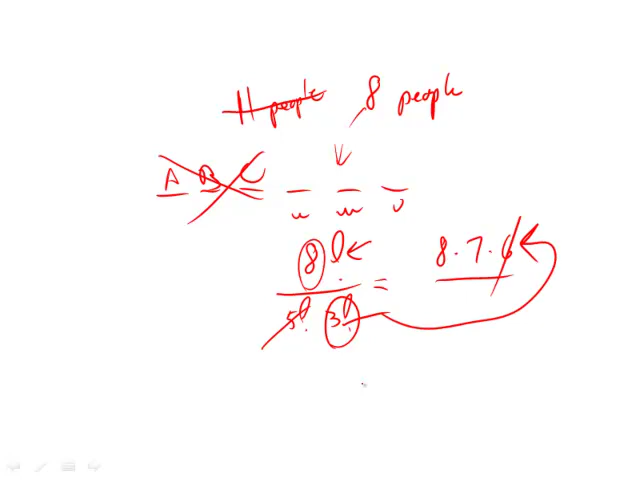 11 people 8 people
A B C _ _ _
8! = 8.7.6
5! 3!